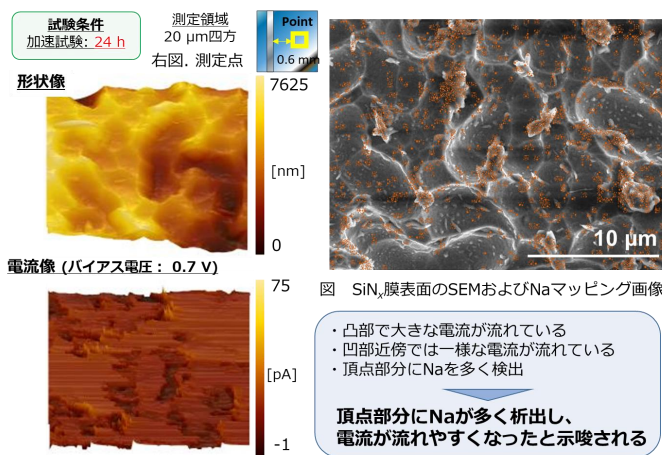 試験条件
加速試験: 24 h
測定領域
20 μm四方
右図. 測定点
Point
0.6 mm
形状像
7625
[nm]
0
電流像 (バイアス電圧： 0.7 V)
75
[pA]
-1
10 μm
図 SiNx膜表面のSEMおよびNaマッピング画像
・凸部で大きな電流が流れている
・凹部近傍では一様な電流が流れている
・頂点部分にNaを多く検出
頂点部分にNaが多く析出し、
電流が流れやすくなったと示唆される